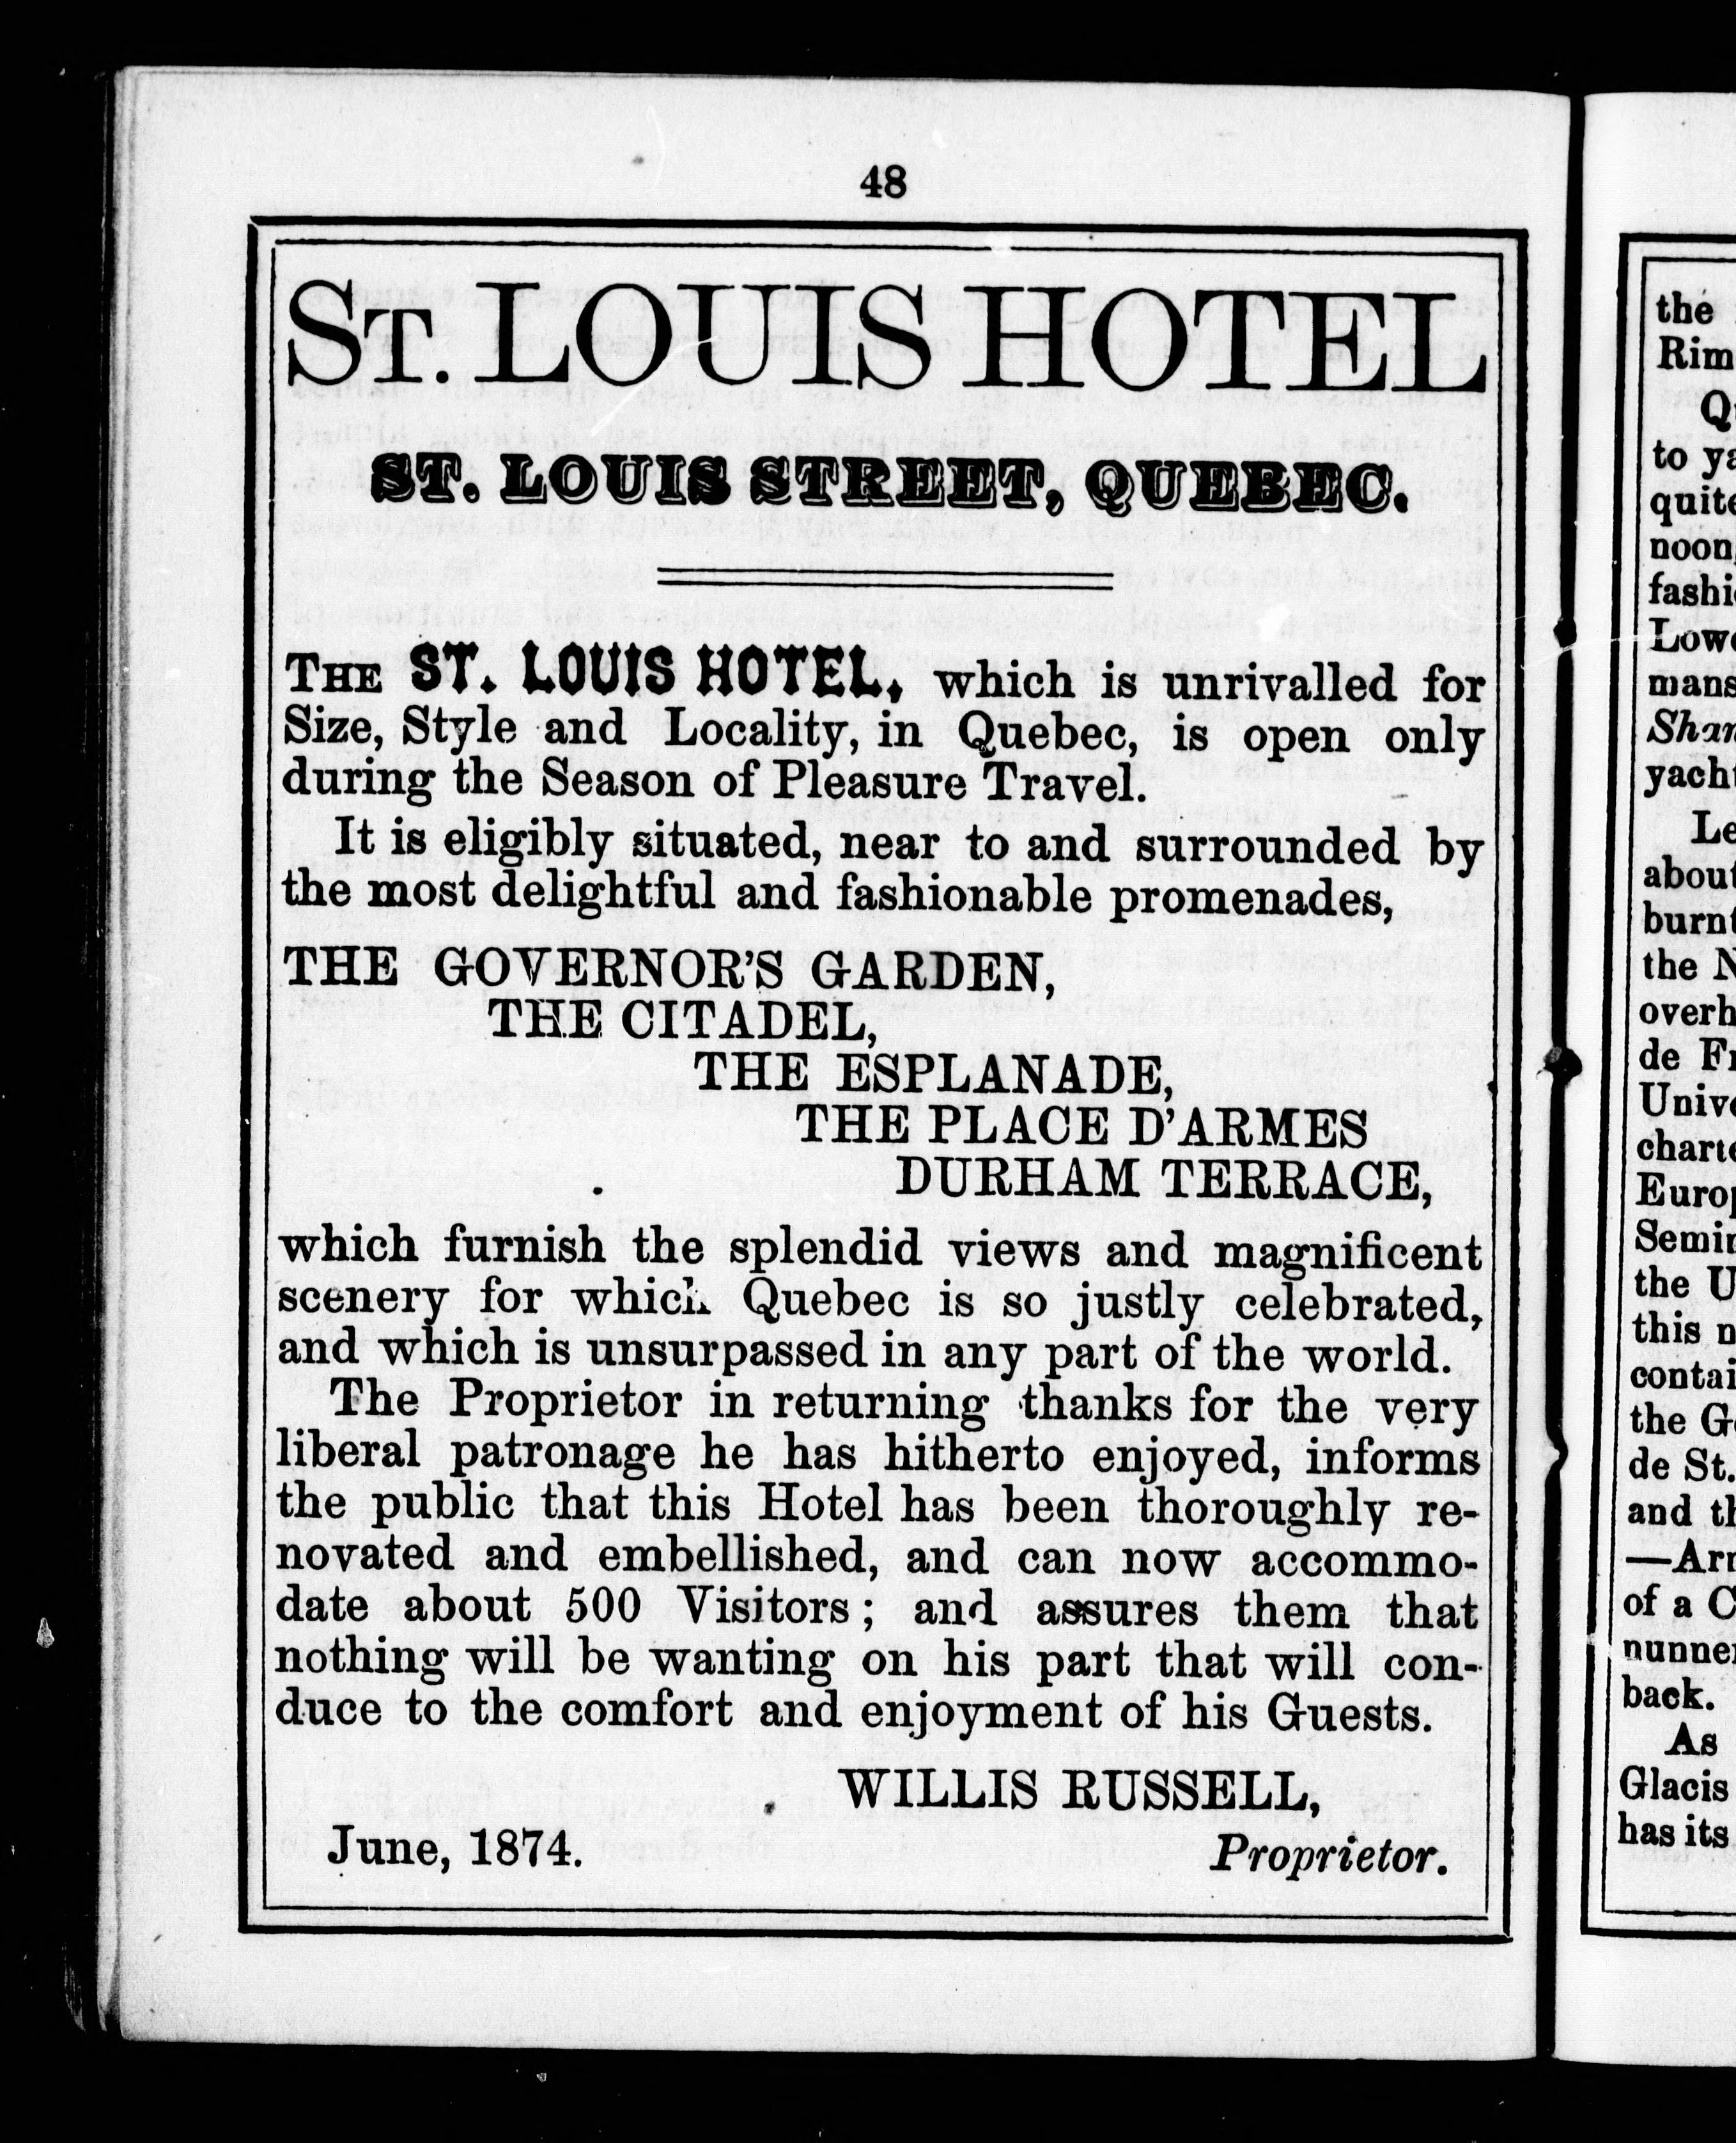 48
ST. LOUIS HOTEL
ST. LOUIS STREET, QUEBEC.
THE ST. LOUIS HOTEL, which is unrivalled for
Size, Style and Locality, in Quebec, is open only
during the Season of Pleasure Travel.
It is eligibly situated, near to and surrounded by
the most delightful and fashionable promenades,
THE GOVERNOR'S GARDEN,
THE CITADEL,
THE ESPLANADE,
THE PLACE D'ARMES
DURHAM TERRACE,
which furnish the splendid views and magnificent
scenery for which Quebec is so justly celebrated,
and which is unsurpassed in any part of the world.
The Proprietor in returning thanks for the very
liberal patronage he has hitherto enjoyed, informs
the public that this Hotel has been thoroughly re-
novated and embellished, and can now accommo-
date about 500 Visitors; and assures them that
nothing will be wanting on his part that will con-
duce to the comfort and enjoyment of his Guests.
WILLIS RUSSELL,
June, 1874. Proprietor.
the
Rim
Q
to ya
quite
noon,
fashi
Lowe
mans
Shan
yacht
Le
about
burnt
the N
overh
de Fr
Unive
charte
Europ
Semin
the U
this n
contai
the G
de St.
and th
—Arr
of a C
nunner
back.
As
Glacis
has its